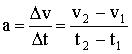 a = Δv / Δt = (v₂ − v₁) / (t₂ − t₁)